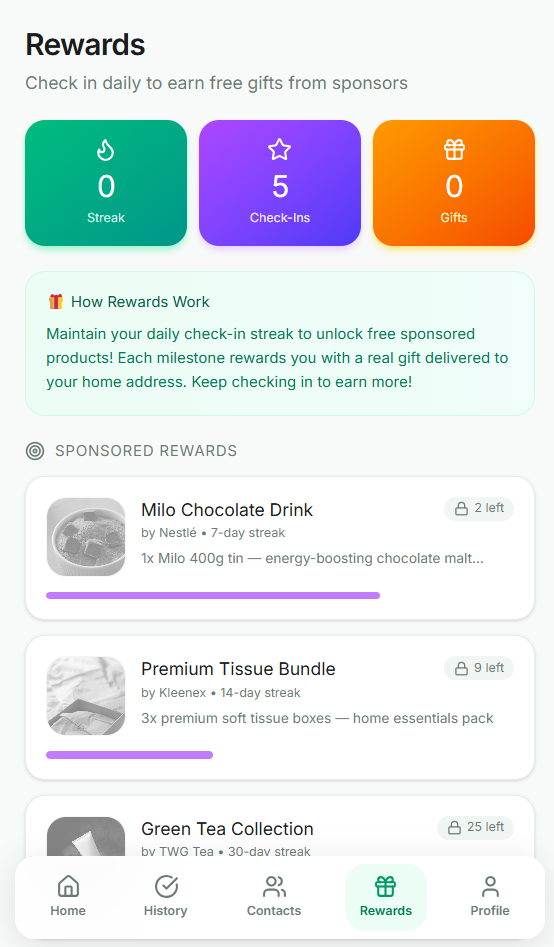 Rewards
Check in daily to earn free gifts from sponsors
0
Streak
5
Check-Ins
0
Gifts
How Rewards Work
Maintain your daily check-in streak to unlock free sponsored
products! Each milestone rewards you with a real gift delivered to
your home address. Keep checking in to earn more!
SPONSORED REWARDS
Milo Chocolate Drink
2 left
by Nestlé • 7-day streak
1x Milo 400g tin — energy-boosting chocolate malt...
Premium Tissue Bundle
9 left
by Kleenex • 14-day streak
3x premium soft tissue boxes — home essentials pack
Green Tea Collection
25 left
by TWG Tea • 30-day streak
Home
History
Contacts
Rewards
Profile